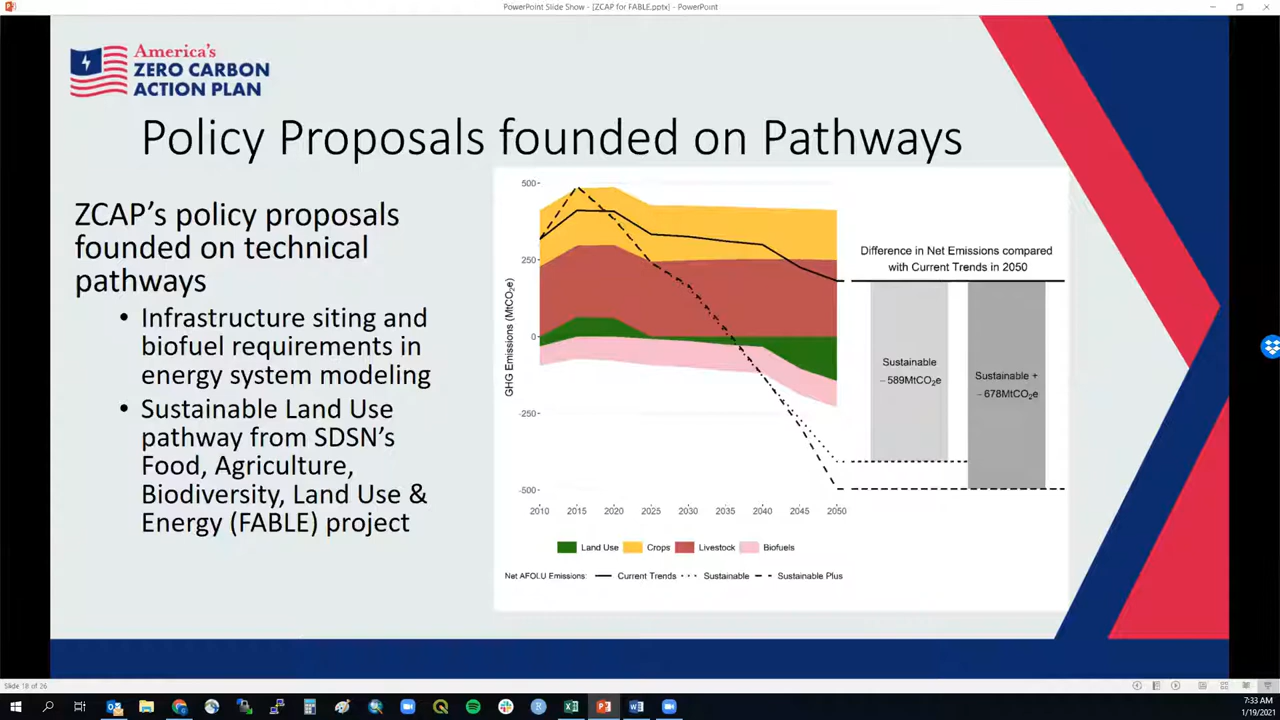 PowerPoint Slide Show - [ZCAP for FABLE.pptx] - PowerPoint
America's
ZERO CARBON
ACTION PLAN
Policy Proposals founded on Pathways
ZCAP's policy proposals
founded on technical
pathways
• Infrastructure siting and
biofuel requirements in
energy system modeling
• Sustainable Land Use
pathway from SDSN's
Food, Agriculture,
Biodiversity, Land Use &
Energy (FABLE) project
GHG Emissions (MtCO₂e)
500
250
0
-250
-500
2010 2015 2020 2025 2030 2035 2040 2045 2050
Difference in Net Emissions compared
with Current Trends in 2050
Sustainable
−589MtCO₂e
Sustainable +
−678MtCO₂e
Land Use Crops Livestock Biofuels
Net AFOLU Emissions: Current Trends Sustainable Sustainable Plus
Slide 18 of 26
7:33 AM
1/19/2021